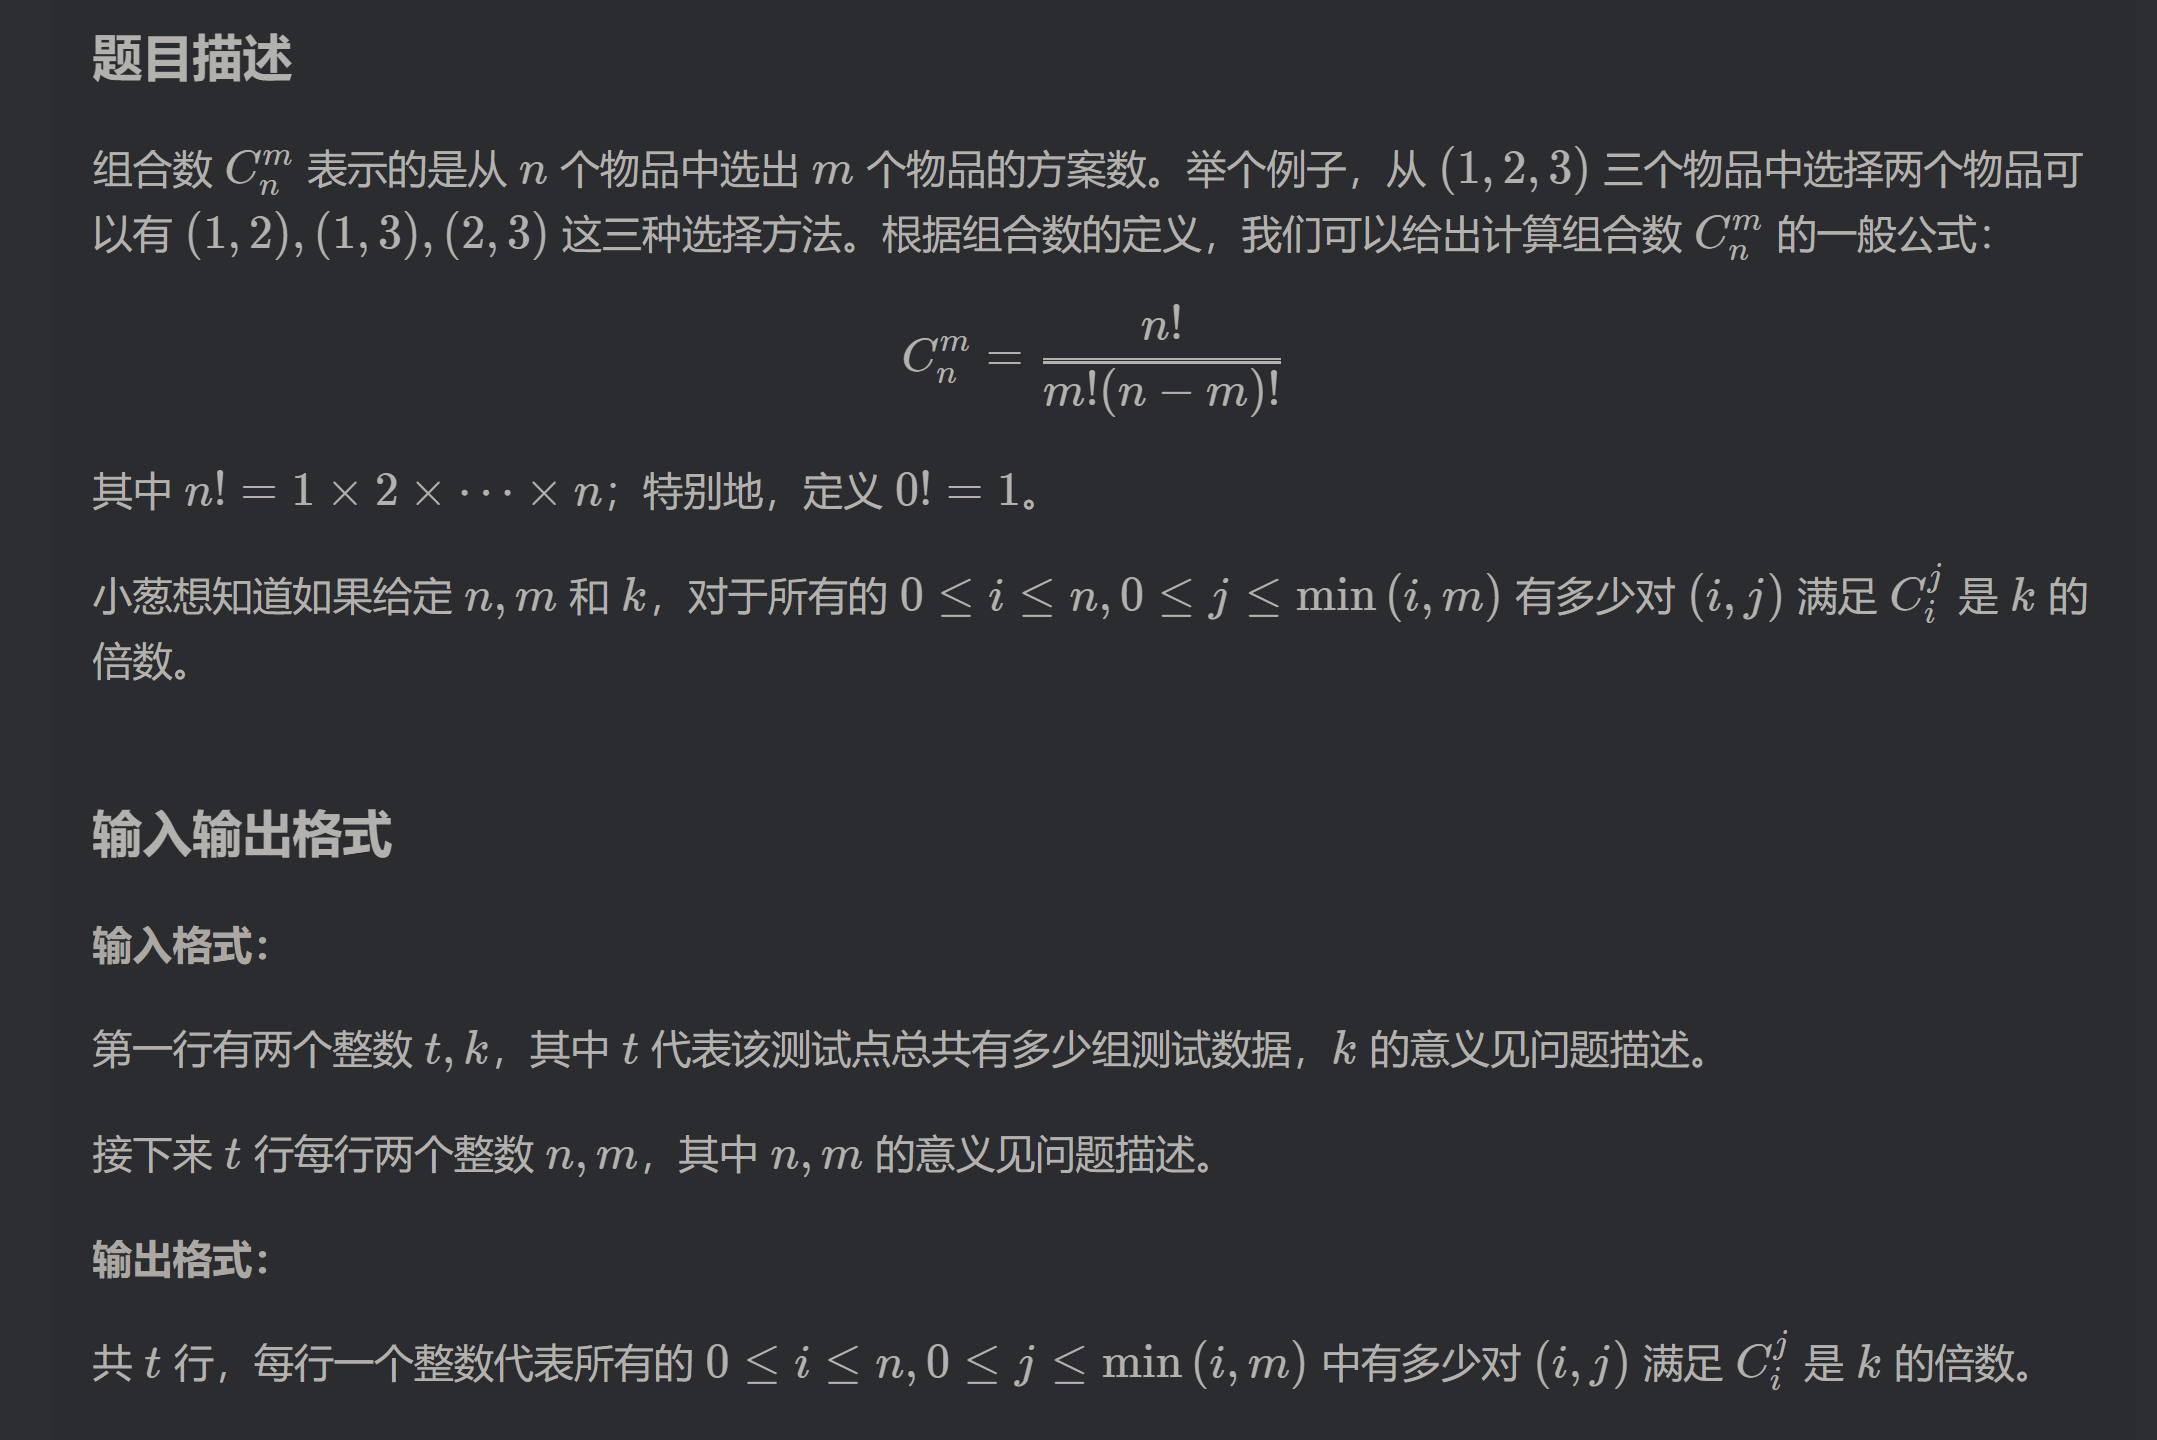 题目描述
组合数 $C_n^m$ 表示的是从 $n$ 个物品中选出 $m$ 个物品的方案数。举个例子，从 $(1,2,3)$ 三个物品中选择两个物品可
以有 $(1,2),(1,3),(2,3)$ 这三种选择方法。根据组合数的定义，我们可以给出计算组合数 $C_n^m$ 的一般公式：
$C_n^m = \frac{n!}{m!(n-m)!}$
其中 $n! = 1 \times 2 \times \cdots \times n$；特别地，定义 $0! = 1$。
小葱想知道如果给定 $n,m$ 和 $k$，对于所有的 $0 \leq i \leq n, 0 \leq j \leq \min(i,m)$ 有多少对 $(i,j)$ 满足 $C_i^j$ 是 $k$ 的
倍数。
输入输出格式
输入格式：
第一行有两个整数 $t,k$，其中 $t$ 代表该测试点总共有多少组测试数据，$k$ 的意义见问题描述。
接下来 $t$ 行每行两个整数 $n,m$，其中 $n,m$ 的意义见问题描述。
输出格式：
共 $t$ 行，每行一个整数代表所有的 $0 \leq i \leq n, 0 \leq j \leq \min(i,m)$ 中有多少对 $(i,j)$ 满足 $C_i^j$ 是 $k$ 的倍数。